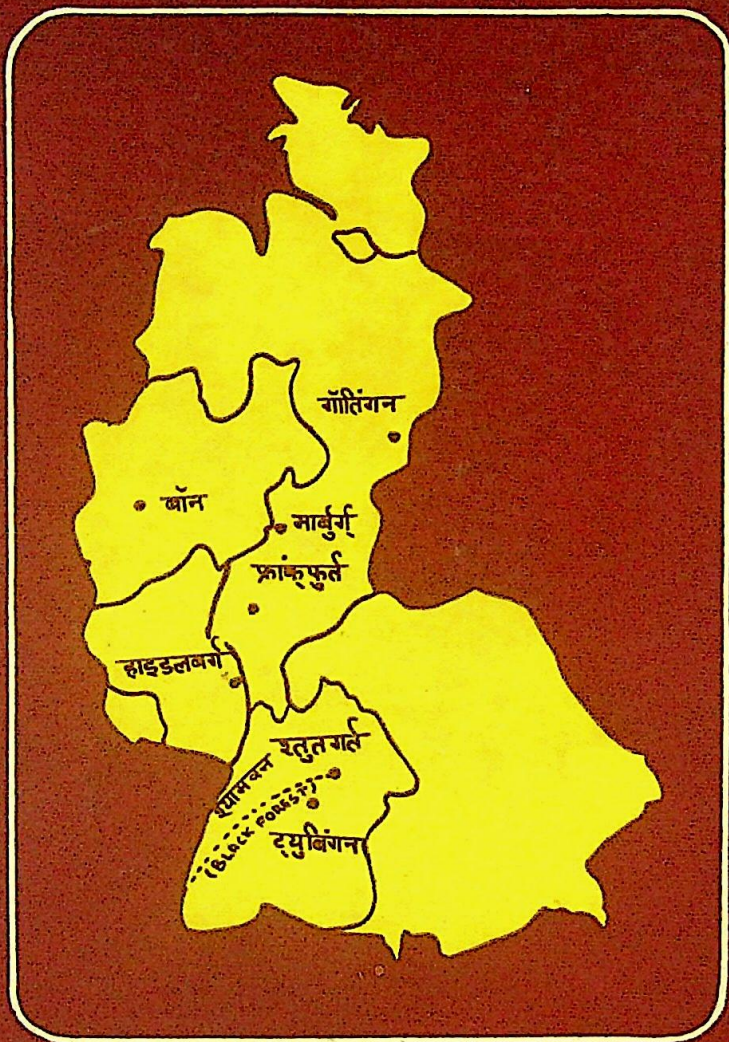 गॉतिंगन
बॉन
मार्बुर्ग्
फ्रांक्फुर्त
हाइडलबर्ग
श्तुतगर्त
श्यामवन
(BLACK FOREST)
ट्युबिंगन